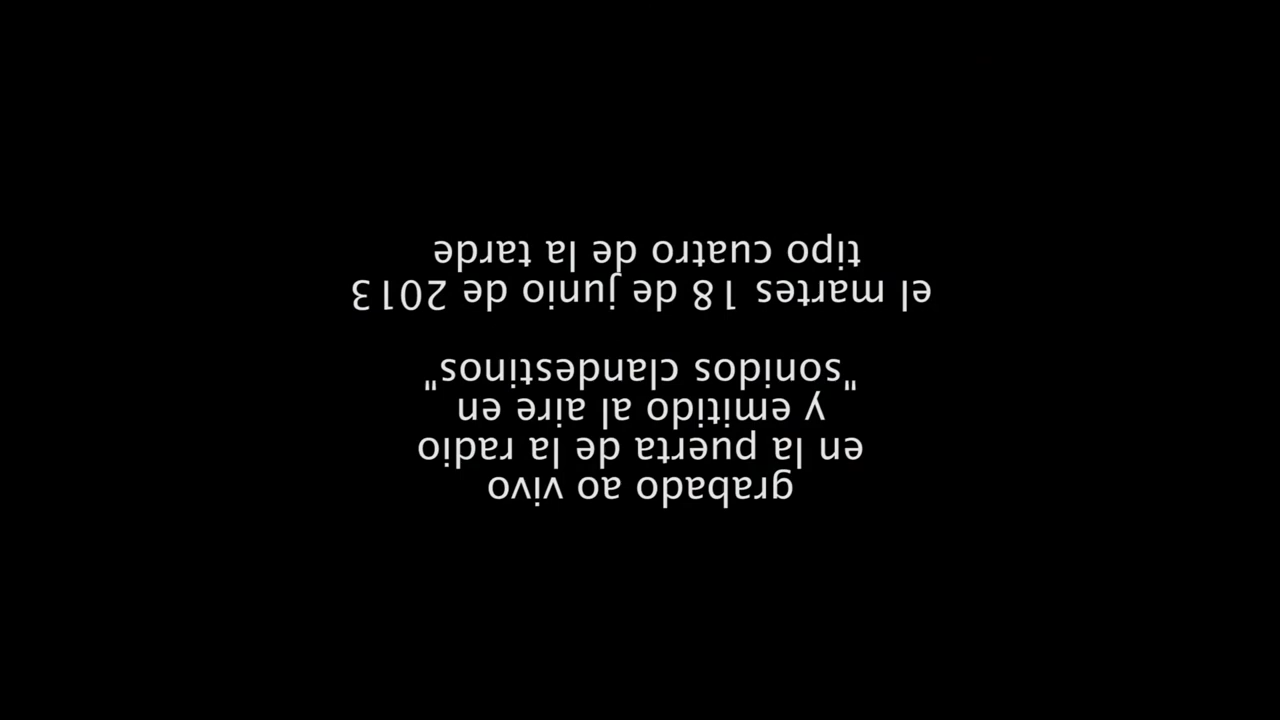 grabado ao vivo
en la puerta de la radio
y emitido al aire en
"sonidos clandestinos"
el martes 18 de junio de 2013
tipo cuatro de la tarde